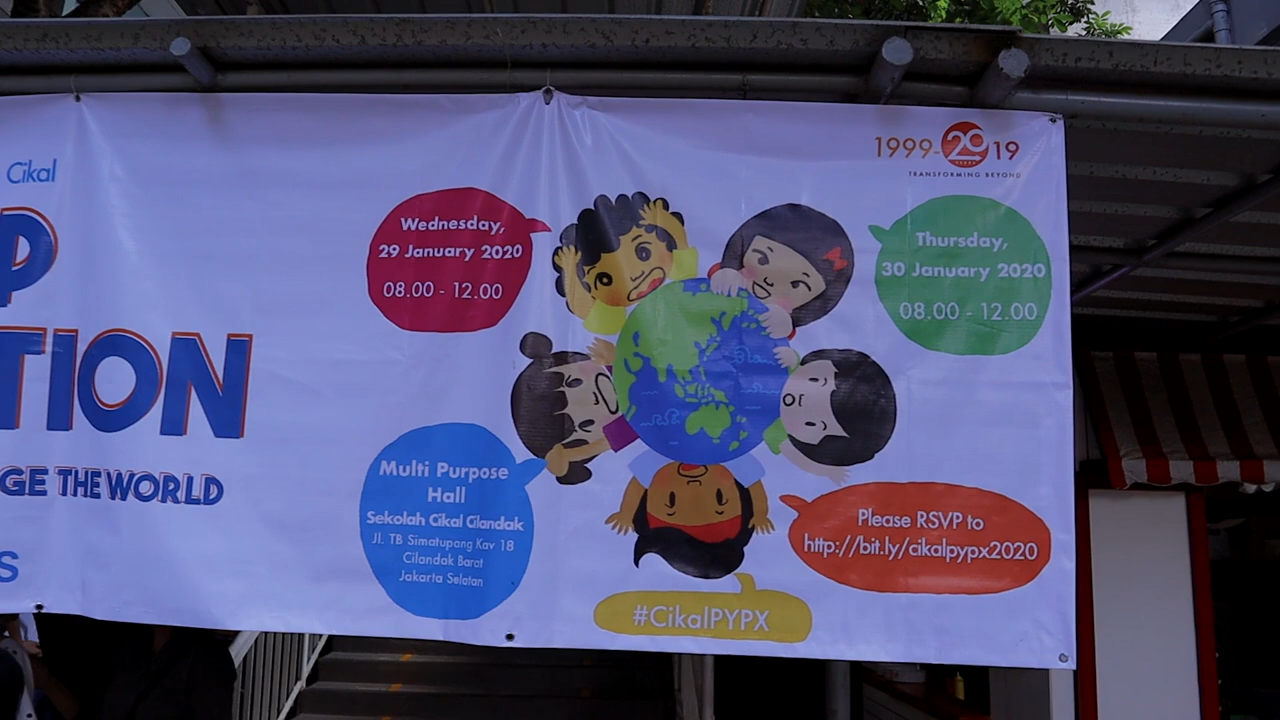 Cikal
P
TION
GE THE WORLD
S
1999-2019
TRANSFORMING BEYOND
Wednesday,
29 January 2020
08.00 - 12.00
Thursday,
30 January 2020
08.00 - 12.00
Multi Purpose
Hall
Sekolah Cikal Cilandak
Jl. TB Simatupang Kav 18
Cilandak Barat
Jakarta Selatan
Please RSVP to
http://bit.ly/cikalpypx2020
#CikalPYPX